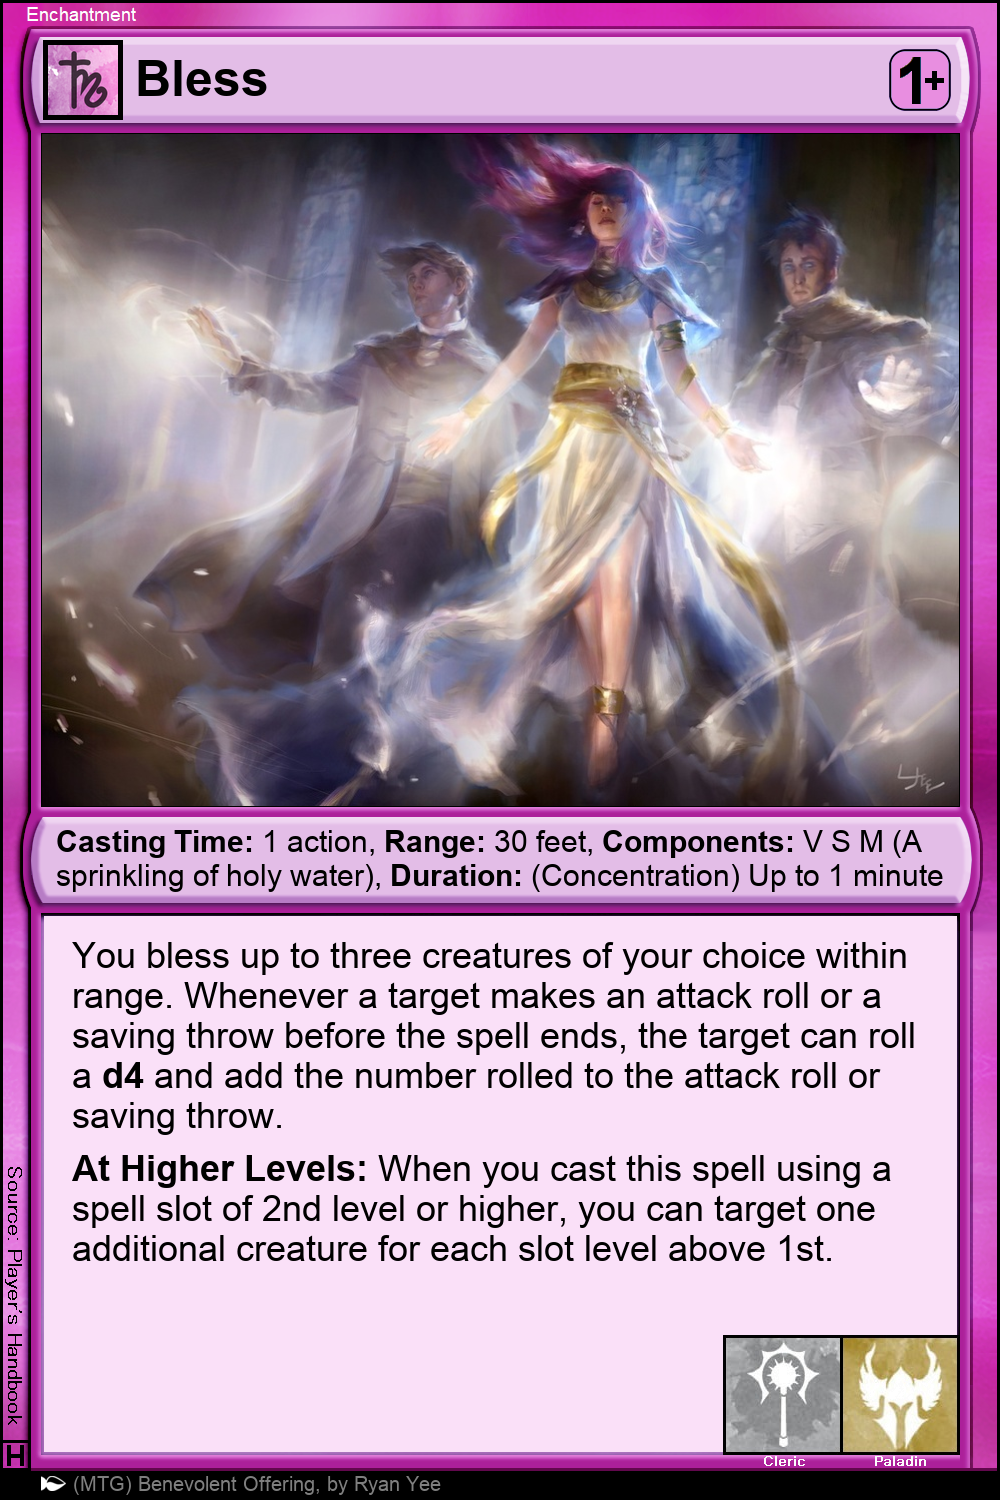 Enchantment
Bless
1+
Yee
Casting Time: 1 action, Range: 30 feet, Components: V S M (A
sprinkling of holy water), Duration: (Concentration) Up to 1 minute
You bless up to three creatures of your choice within
range. Whenever a target makes an attack roll or a
saving throw before the spell ends, the target can roll
a d4 and add the number rolled to the attack roll or
saving throw.
At Higher Levels: When you cast this spell using a
spell slot of 2nd level or higher, you can target one
additional creature for each slot level above 1st.
Source: Player's Handbook
H
Cleric
Paladin
(MTG) Benevolent Offering, by Ryan Yee